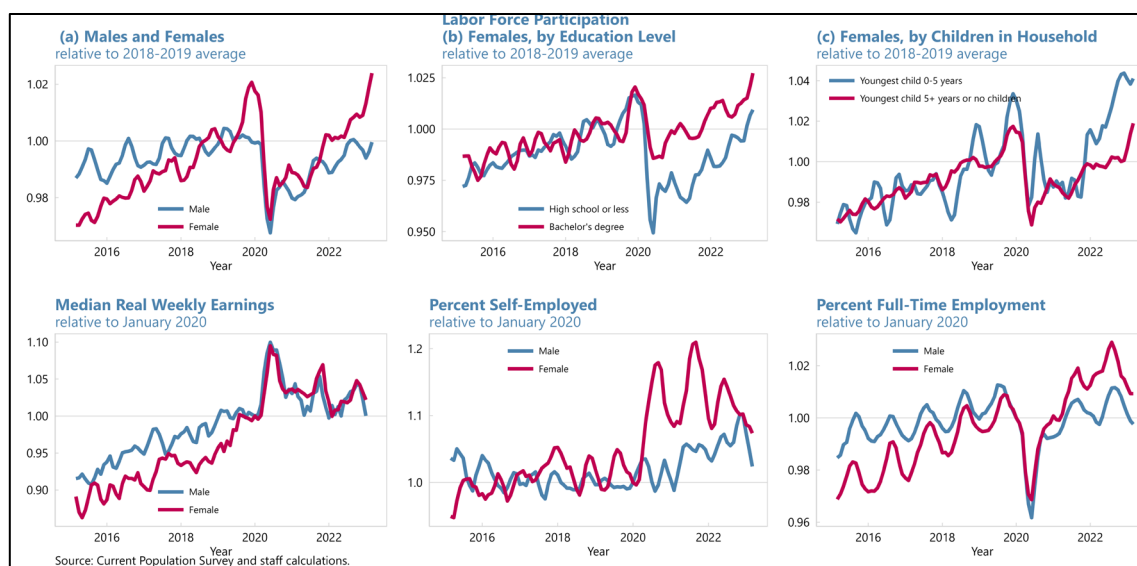 Labor Force Participation
(a) Males and Females
relative to 2018-2019 average
1.02
1.00
0.98
Male
Female
2016
2018
2020
2022
Year
(b) Females, by Education Level
relative to 2018-2019 average
1.025
1.000
0.975
0.950
High school or less
Bachelor's degree
2016
2018
2020
2022
Year
(c) Females, by Children in Household
relative to 2018-2019 average
1.04
1.02
1.00
0.98
Youngest child 0-5 years
Youngest child 5+ years or no children
2016
2018
2020
2022
Year
Median Real Weekly Earnings
relative to January 2020
1.10
1.05
1.00
0.95
0.90
Male
Female
2016
2018
2020
2022
Year
Percent Self-Employed
relative to January 2020
1.2
1.1
1.0
Male
Female
2016
2018
2020
2022
Year
Percent Full-Time Employment
relative to January 2020
1.02
1.00
0.98
0.96
Male
Female
2016
2018
2020
2022
Year
Source: Current Population Survey and staff calculations.